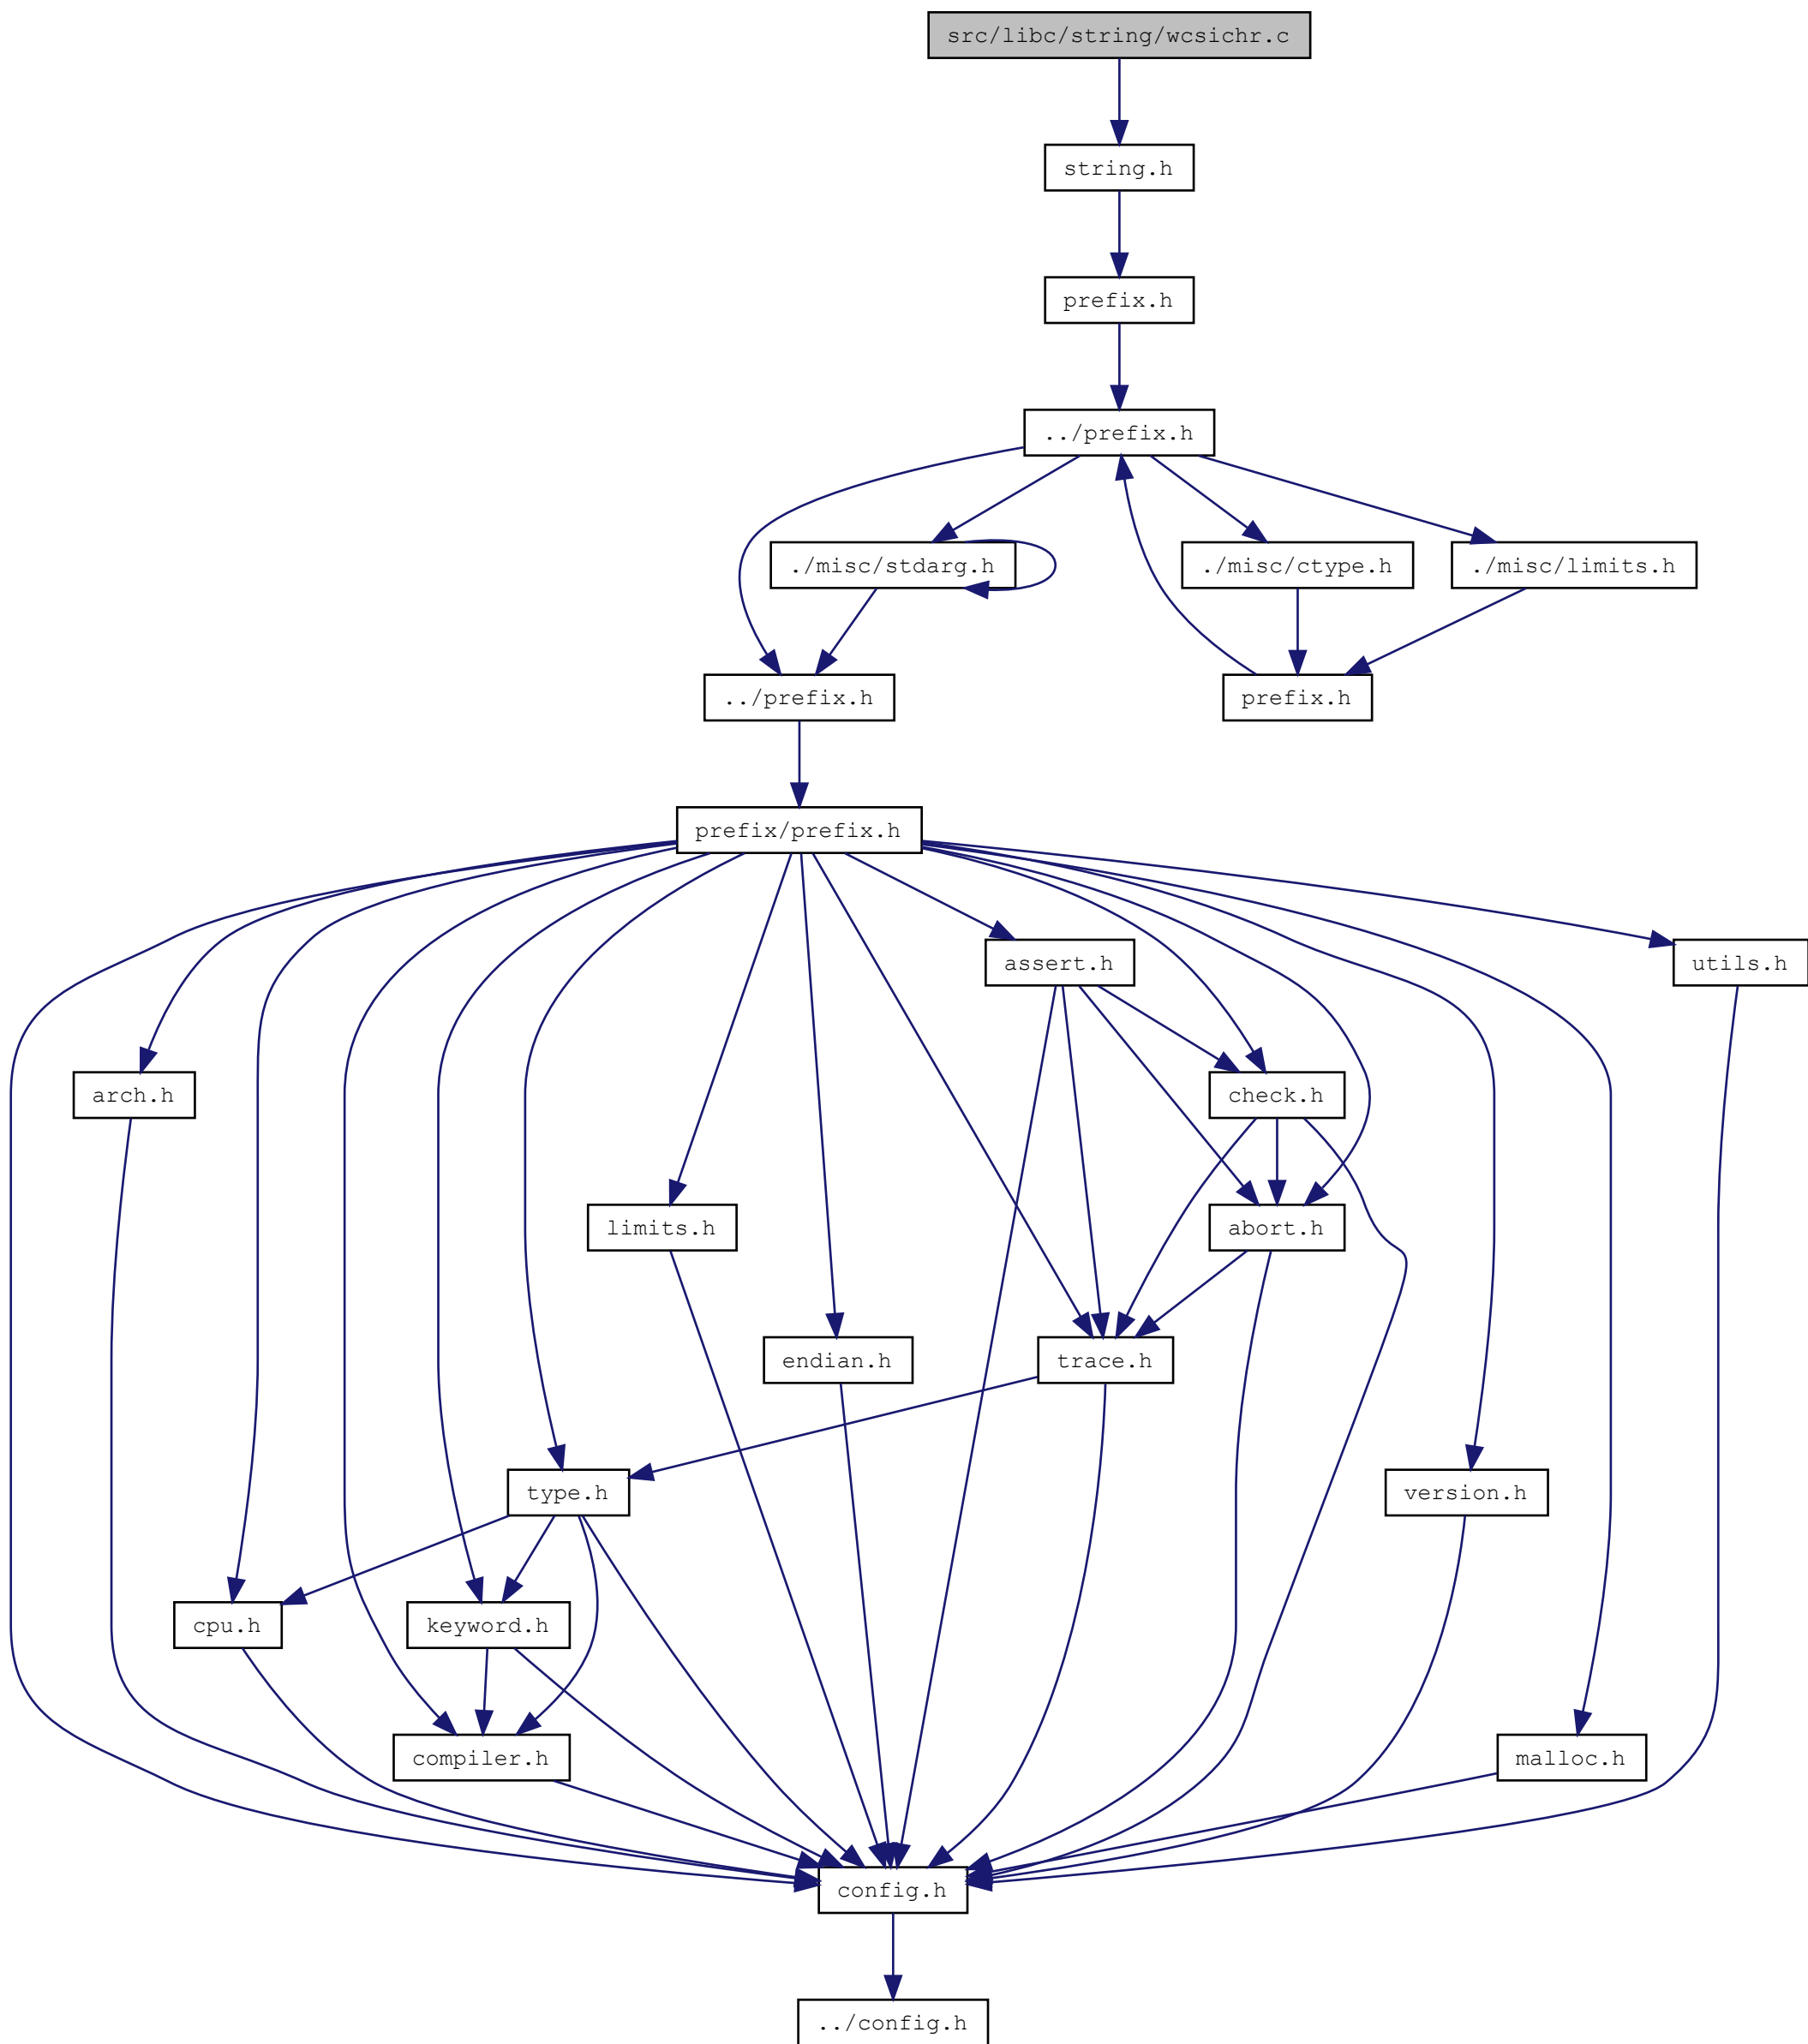 src/libc/string/wcsichr.c
string.h
prefix.h
../prefix.h
./misc/stdarg.h
./misc/ctype.h
./misc/limits.h
../prefix.h
prefix.h
prefix/prefix.h
assert.h
utils.h
arch.h
check.h
limits.h
abort.h
endian.h
trace.h
type.h
version.h
cpu.h
keyword.h
compiler.h
malloc.h
config.h
../config.h